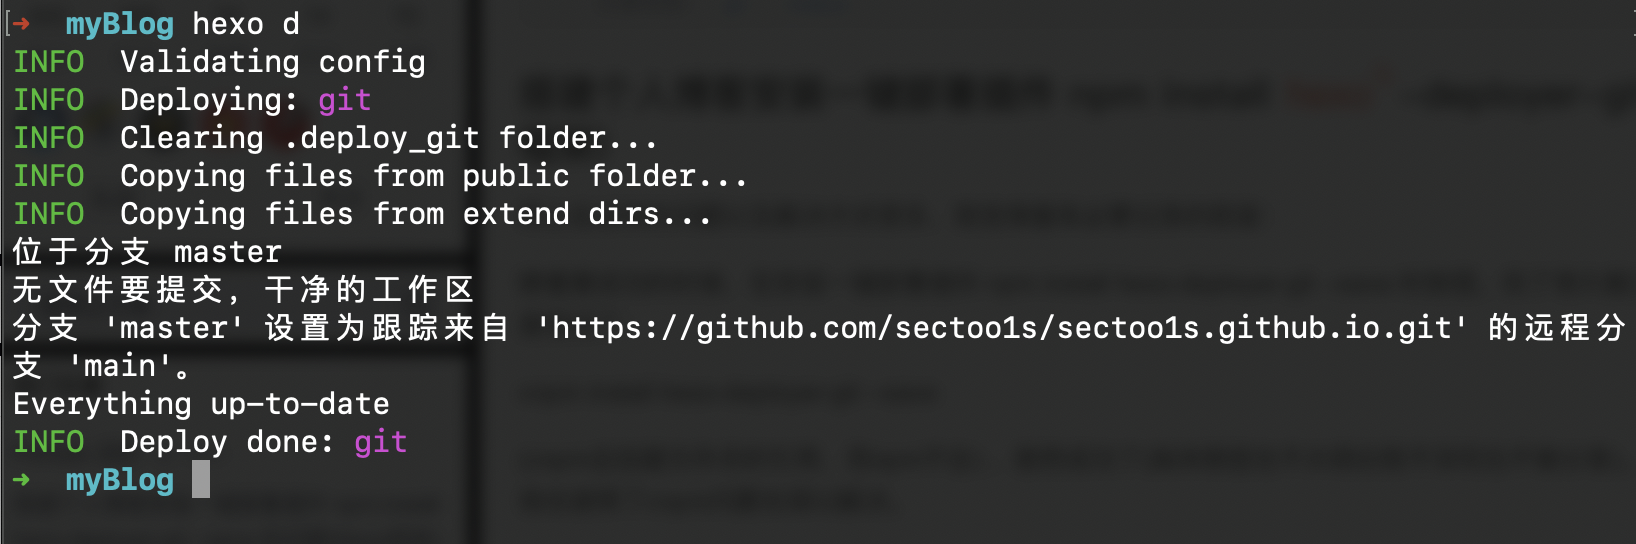 [➜  myBlog hexo d
INFO  Validating config
INFO  Deploying: git
INFO  Clearing .deploy_git folder...
INFO  Copying files from public folder...
INFO  Copying files from extend dirs...
位于分支 master
无文件要提交，干净的工作区
分支 'master' 设置为跟踪来自 'https://github.com/sectoo1s/sectoo1s.github.io.git' 的远程分
支 'main'。
Everything up-to-date
INFO  Deploy done: git
➜  myBlog